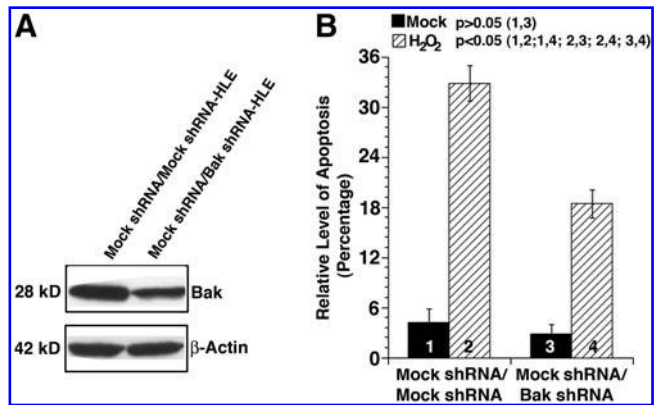 A
Mock shRNA/Mock shRNA-HLE
Mock shRNA/Bak shRNA-HLE
28 kD
Bak
42 kD
β-Actin
B
Mock p>0.05 (1,3)
H₂O₂ p<0.05 (1,2;1,4; 2,3; 2,4; 3,4)
Relative Level of Apoptosis
(Percentage)
36
30
24
18
12
6
0
1
2
3
4
Mock shRNA/
Mock shRNA
Mock shRNA/
Bak shRNA